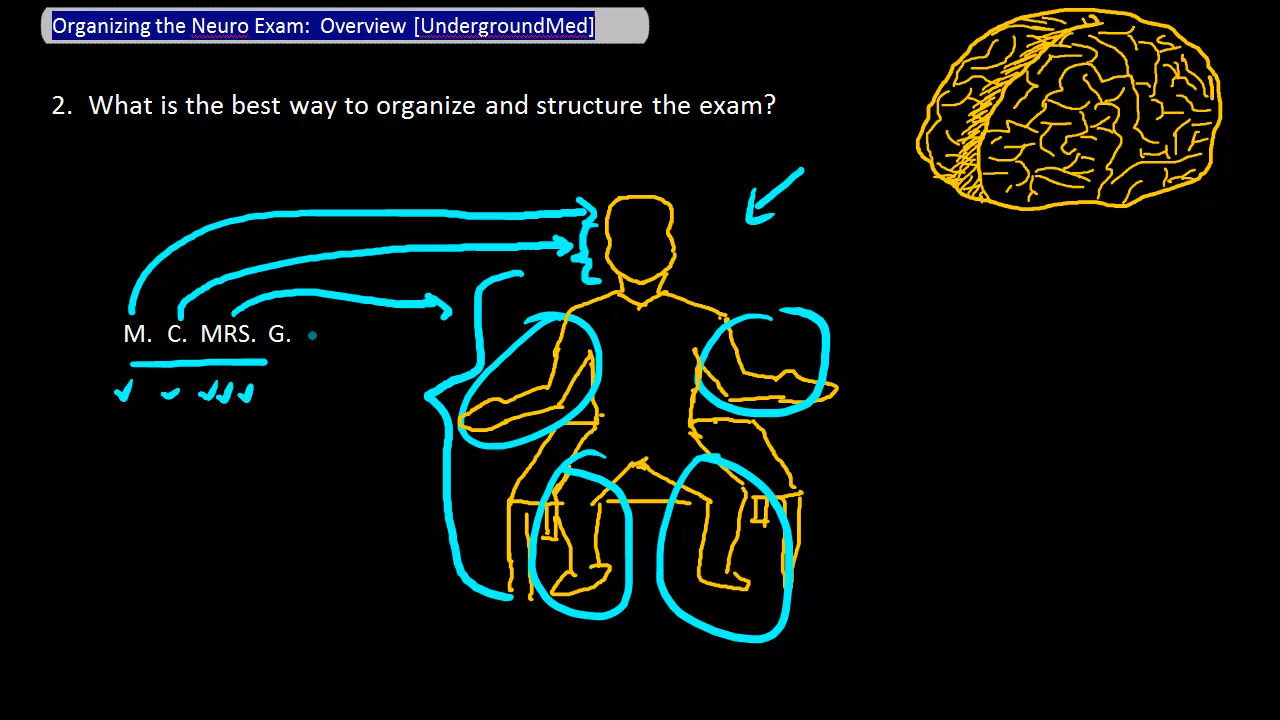 Organizing the Neuro Exam: Overview [UndergroundMed]
2. What is the best way to organize and structure the exam?
M. C. MRS. G.